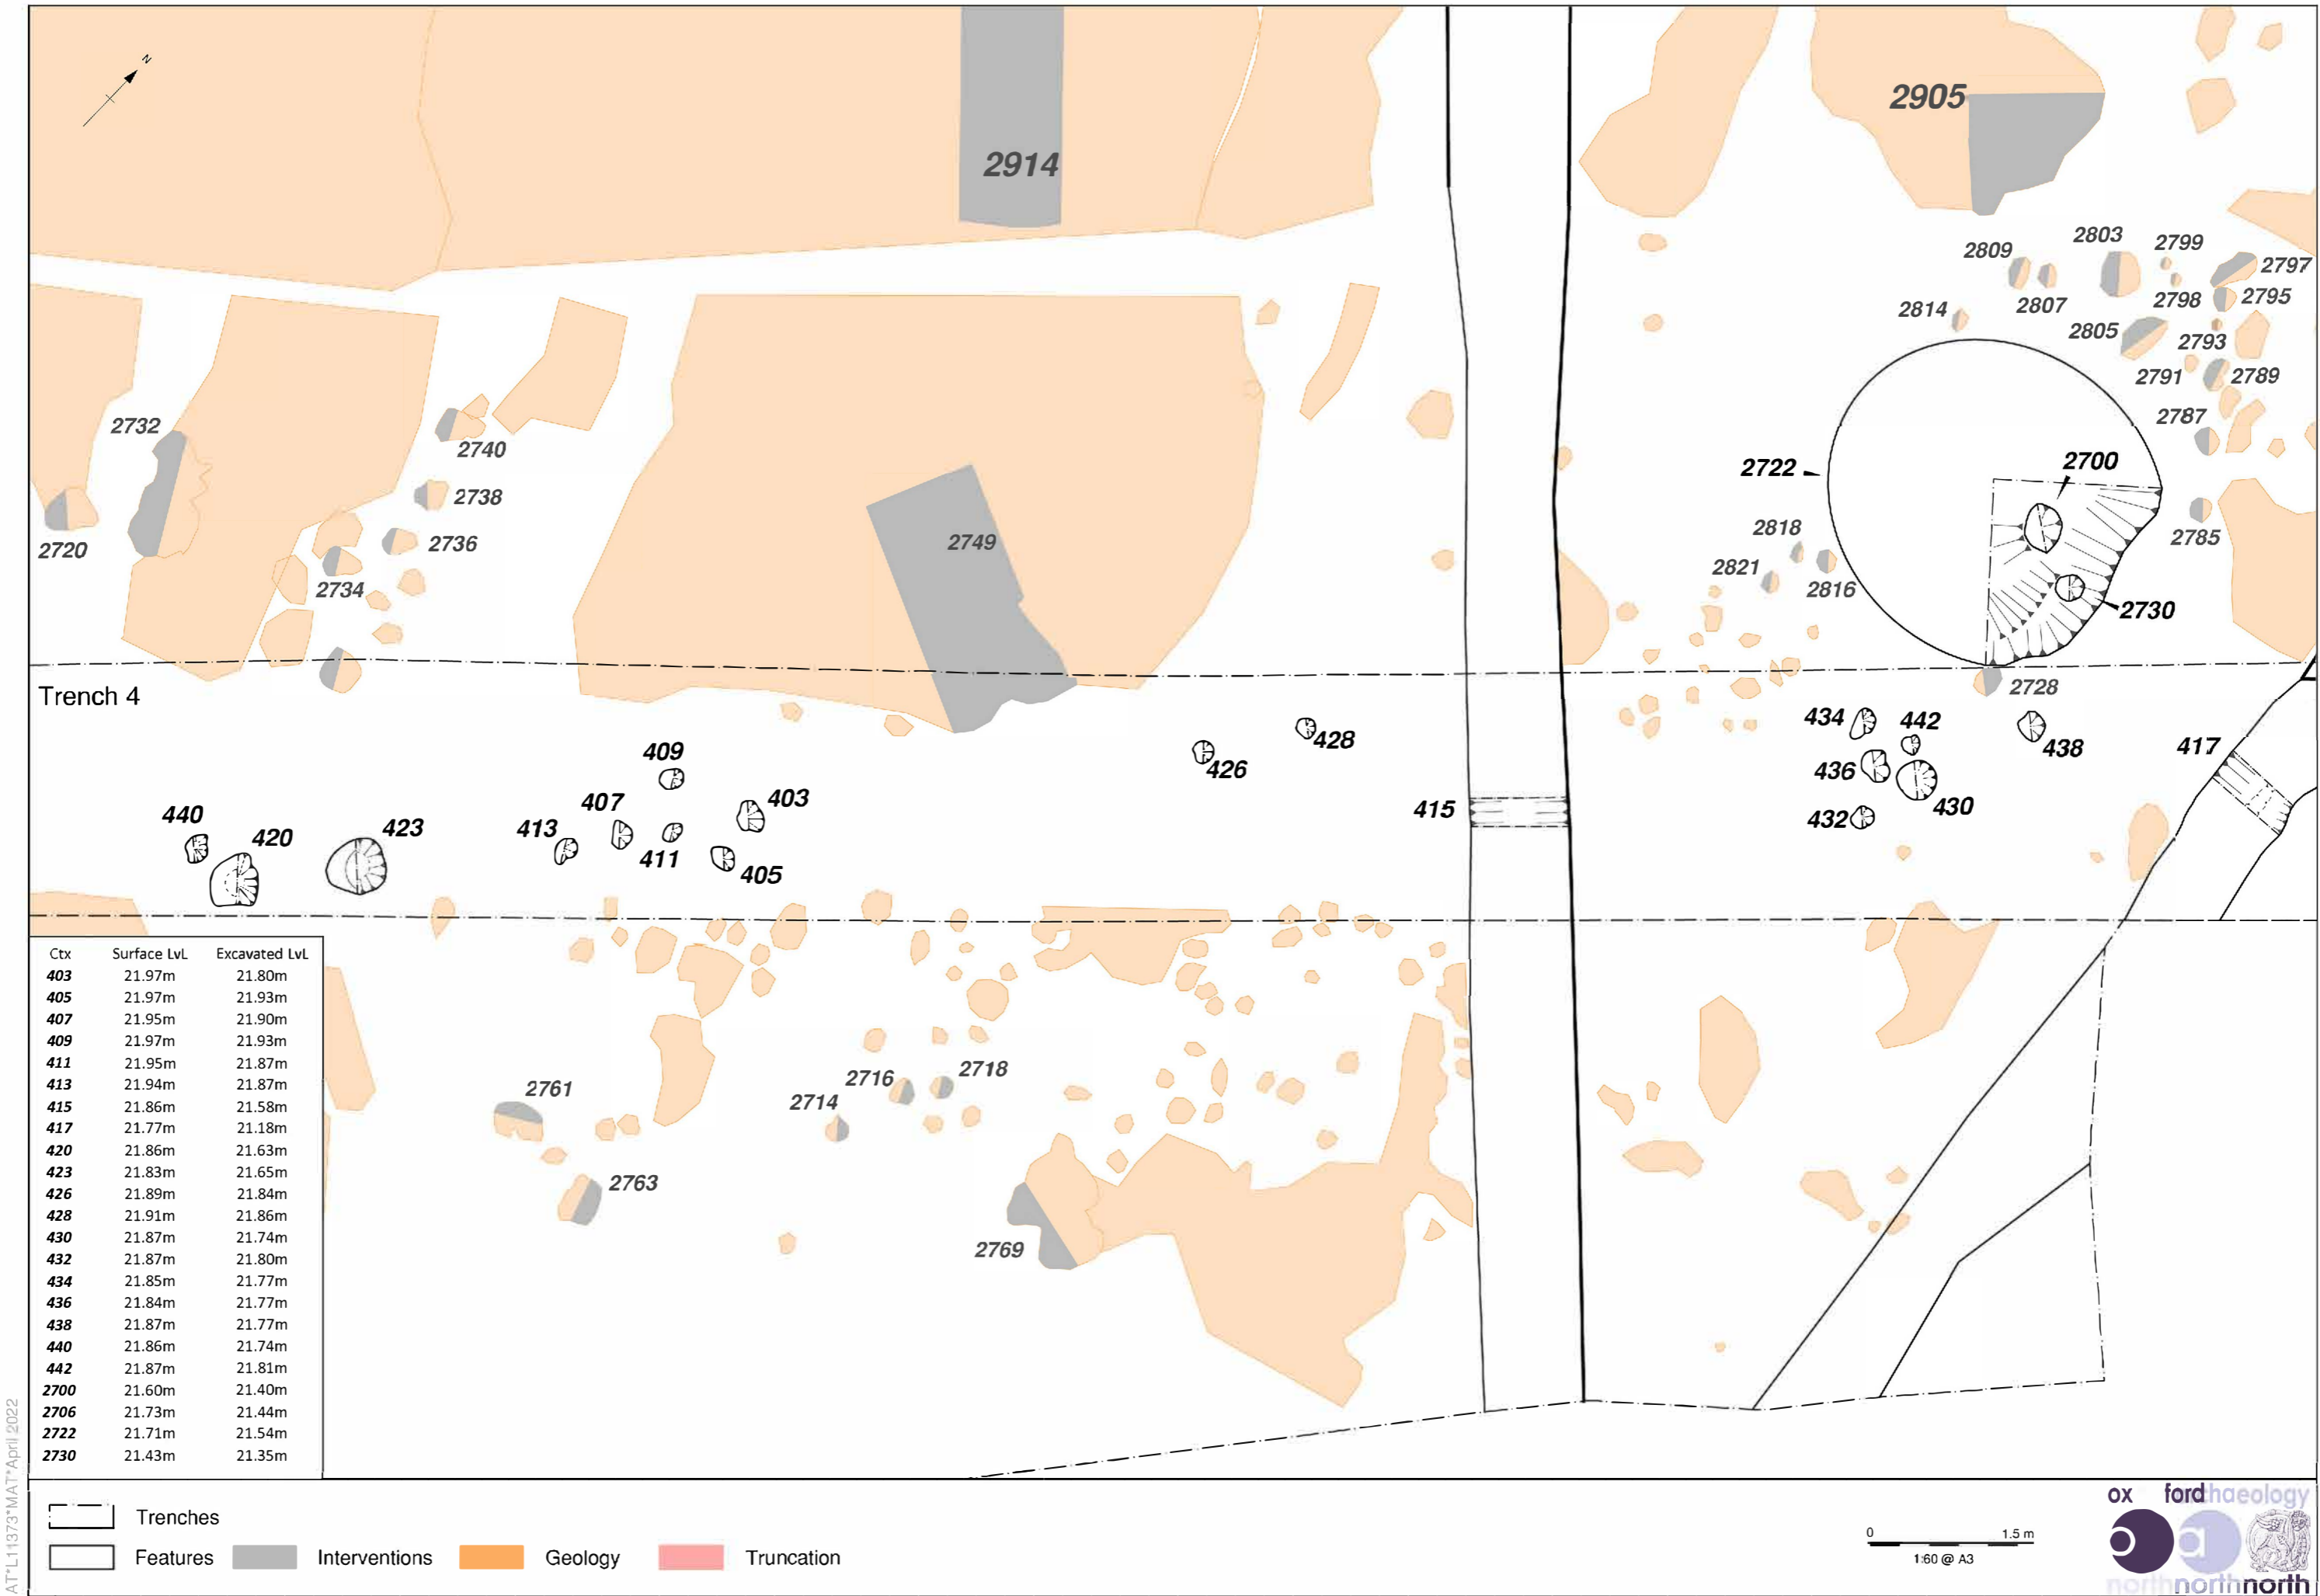 N
2914
2905
2809
2803
2799
2797
2807
2798
2795
2814
2805
2793
2791
2789
2787
2732
2740
2722
2700
2738
2749
2818
2785
2720
2736
2821
2816
2734
2730
Trench 4
2728
434
442
438
417
409
428
426
436
440
407
403
415
430
420
423
413
432
411
405
Ctx Surface LvL Excavated LvL
403 21.97m 21.80m
405 21.97m 21.93m
407 21.95m 21.90m
409 21.97m 21.93m
411 21.95m 21.87m
413 21.94m 21.87m
415 21.86m 21.58m
417 21.77m 21.18m
420 21.86m 21.63m
423 21.83m 21.65m
426 21.89m 21.84m
428 21.91m 21.86m
430 21.87m 21.74m
432 21.87m 21.80m
434 21.85m 21.77m
436 21.84m 21.77m
438 21.87m 21.77m
440 21.86m 21.74m
442 21.87m 21.81m
2700 21.60m 21.40m
2706 21.73m 21.44m
2722 21.71m 21.54m
2730 21.43m 21.35m
2761
2716
2718
2714
2763
2769
AT*L11373*MAT*April 2022
Trenches
Features
Interventions
Geology
Truncation
0 1.5 m
1:60 @ A3
ox fordhaeology
a
northnorthnorth